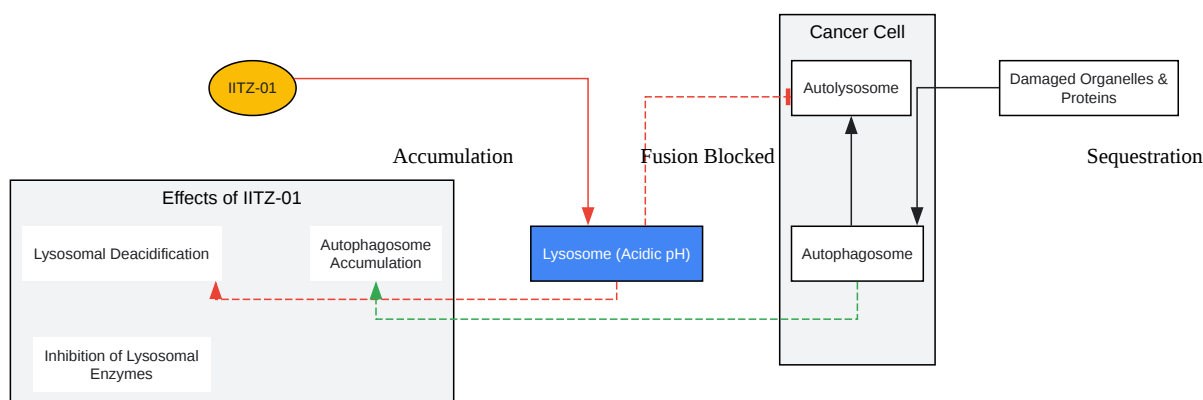 Cancer Cell
IITZ-01
Autolysosome
Damaged Organelles &
Proteins
Accumulation
Fusion Blocked
Sequestration
Effects of IITZ-01
Lysosomal Deacidification
Autophagosome
Accumulation
Lysosome (Acidic pH)
Autophagosome
Inhibition of Lysosomal
Enzymes